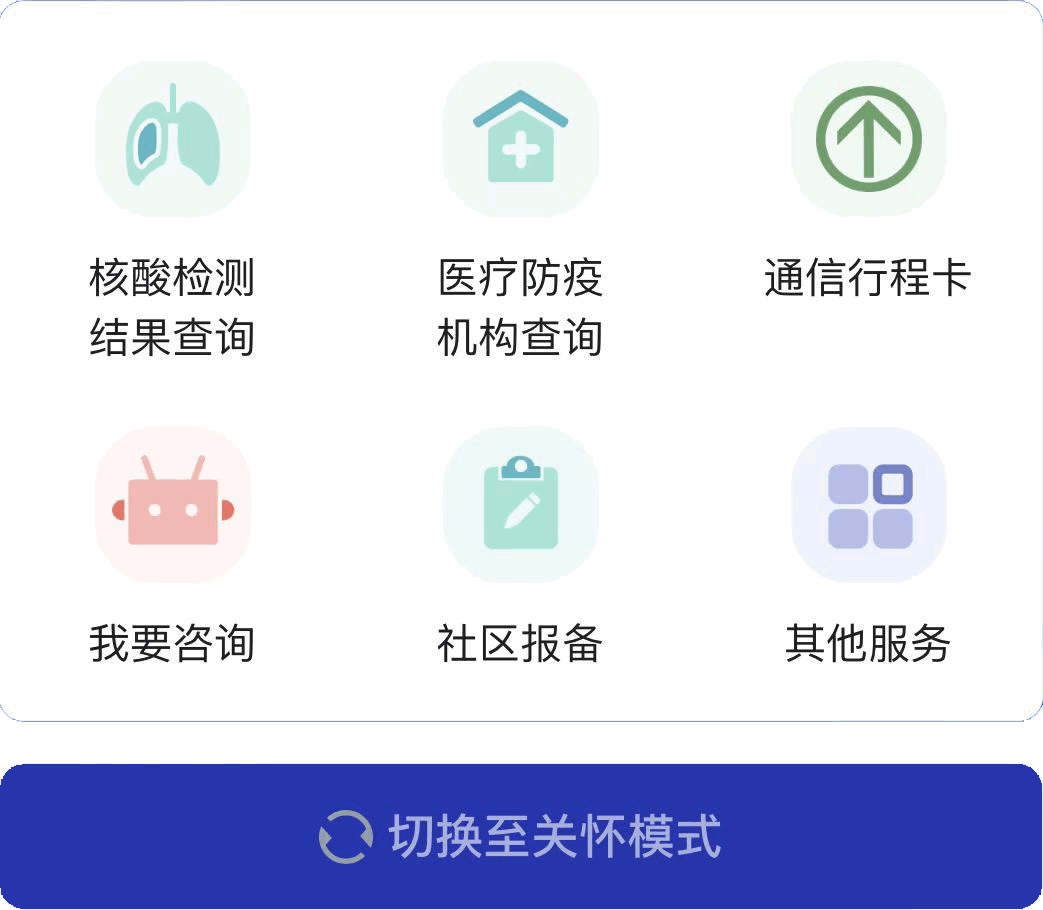 核酸检测
结果查询
医疗防疫
机构查询
通信行程卡
我要咨询
社区报备
其他服务
切换至关怀模式